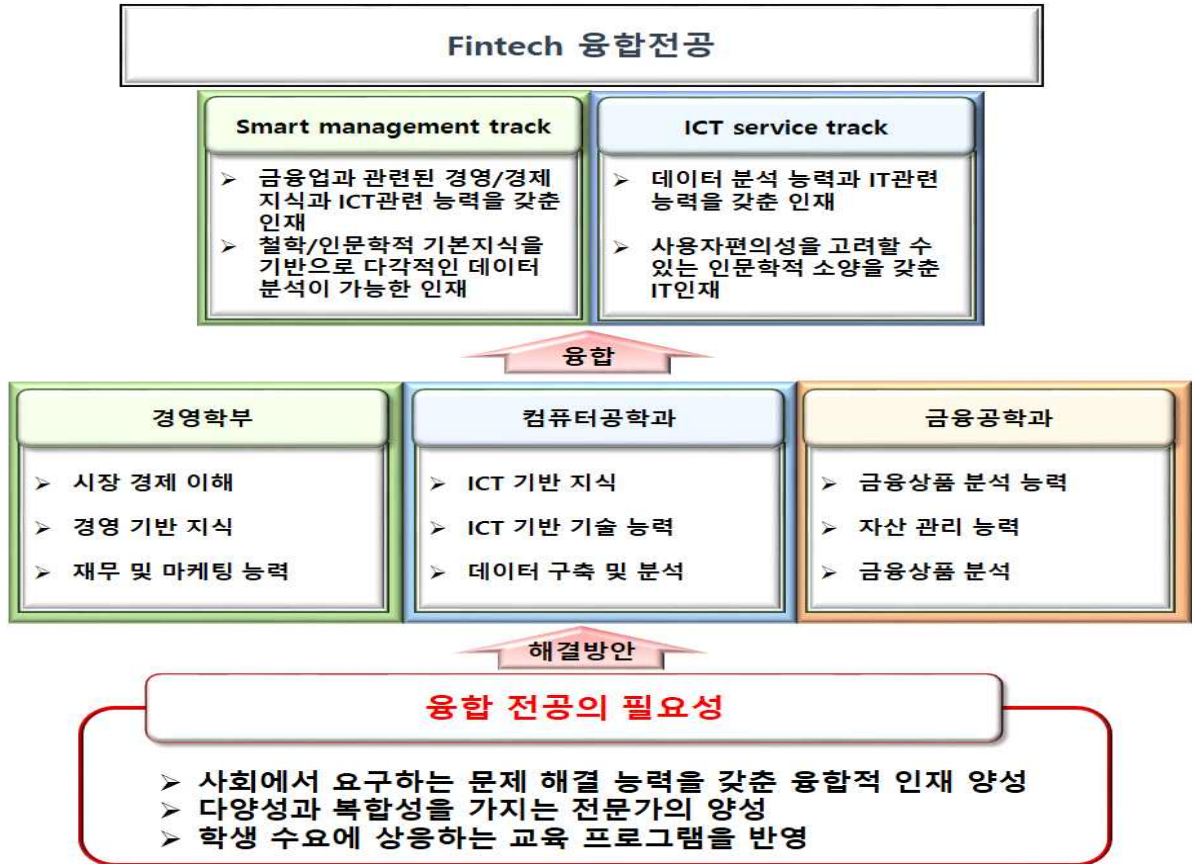 Fintech 융합전공
Smart management track
➢ 금융업과 관련된 경영/경제
지식과 ICT관련 능력을 갖춘
인재
➢ 철학/인문학적 기본지식을
기반으로 다각적인 데이터
분석이 가능한 인재
ICT service track
➢ 데이터 분석 능력과 IT관련
능력을 갖춘 인재
➢ 사용자편의성을 고려할 수
있는 인문학적 소양을 갖춘
IT인재
융합
경영학부
➢ 시장 경제 이해
➢ 경영 기반 지식
➢ 재무 및 마케팅 능력
컴퓨터공학과
➢ ICT 기반 지식
➢ ICT 기반 기술 능력
➢ 데이터 구축 및 분석
금융공학과
➢ 금융상품 분석 능력
➢ 자산 관리 능력
➢ 금융상품 분석
해결방안
융합 전공의 필요성
➢ 사회에서 요구하는 문제 해결 능력을 갖춘 융합적 인재 양성
➢ 다양성과 복합성을 가지는 전문가의 양성
➢ 학생 수요에 상응하는 교육 프로그램을 반영